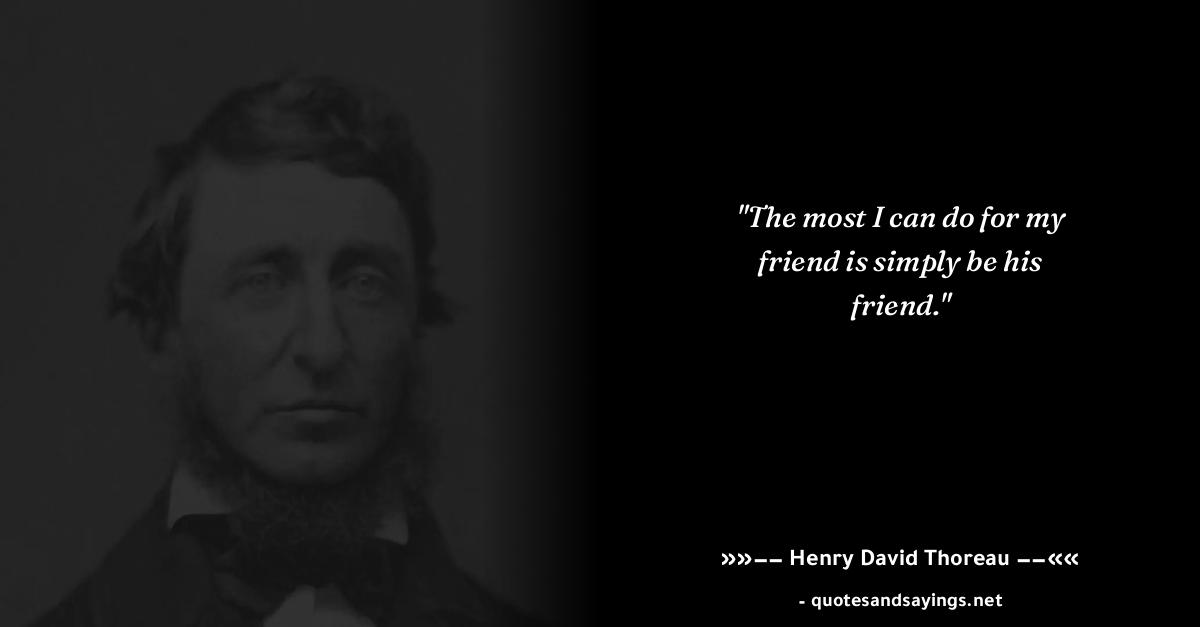 "The most I can do for my
friend is simply be his
friend."
»»–– Henry David Thoreau ––««
- quotesandsayings.net